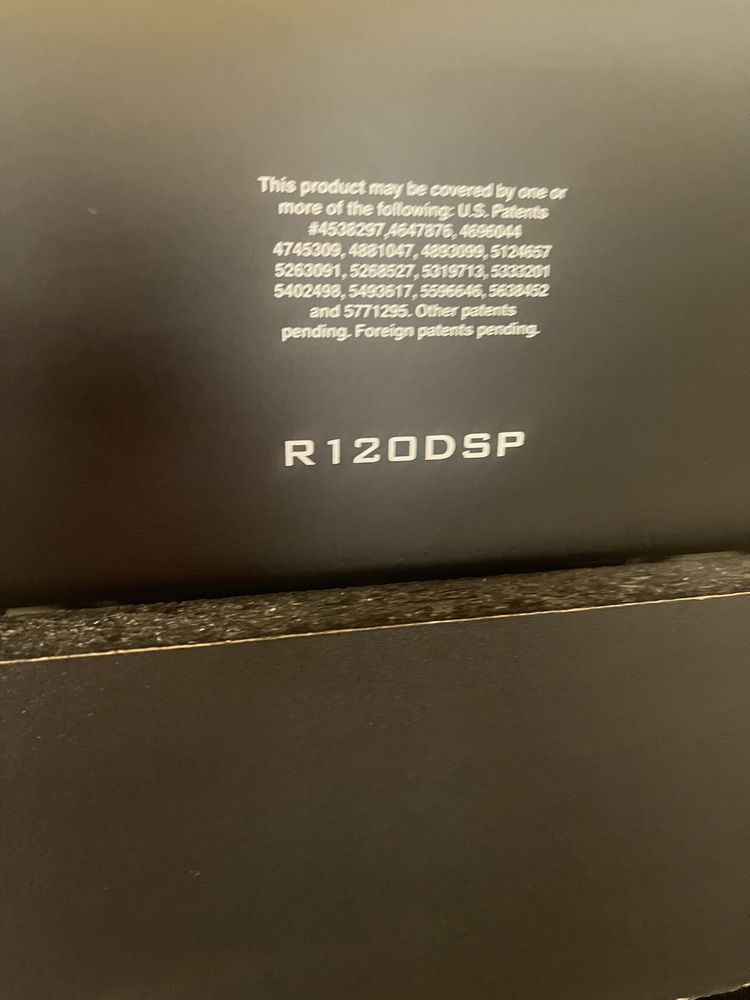 This product may be covered by one or
more of the following: U.S. Patents
#4538297,4647876, 4696044
4745309, 4881047, 4893099, 5124657
5263091, 5268527, 5319713, 5333201
5402498, 5493617, 5596646, 5638452
and 5771295. Other patents
pending. Foreign patents pending.
R120DSP